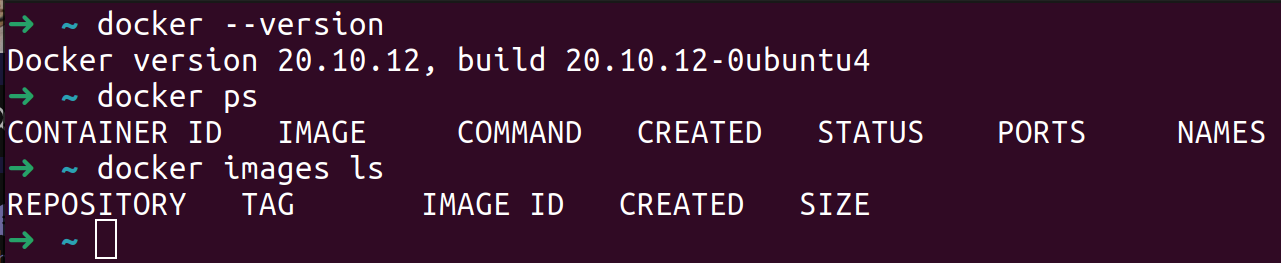 ➜ ~ docker --version
Docker version 20.10.12, build 20.10.12-0ubuntu4
➜ ~ docker ps
CONTAINER ID   IMAGE     COMMAND   CREATED   STATUS    PORTS     NAMES
➜ ~ docker images ls
REPOSITORY   TAG       IMAGE ID   CREATED   SIZE
➜ ~